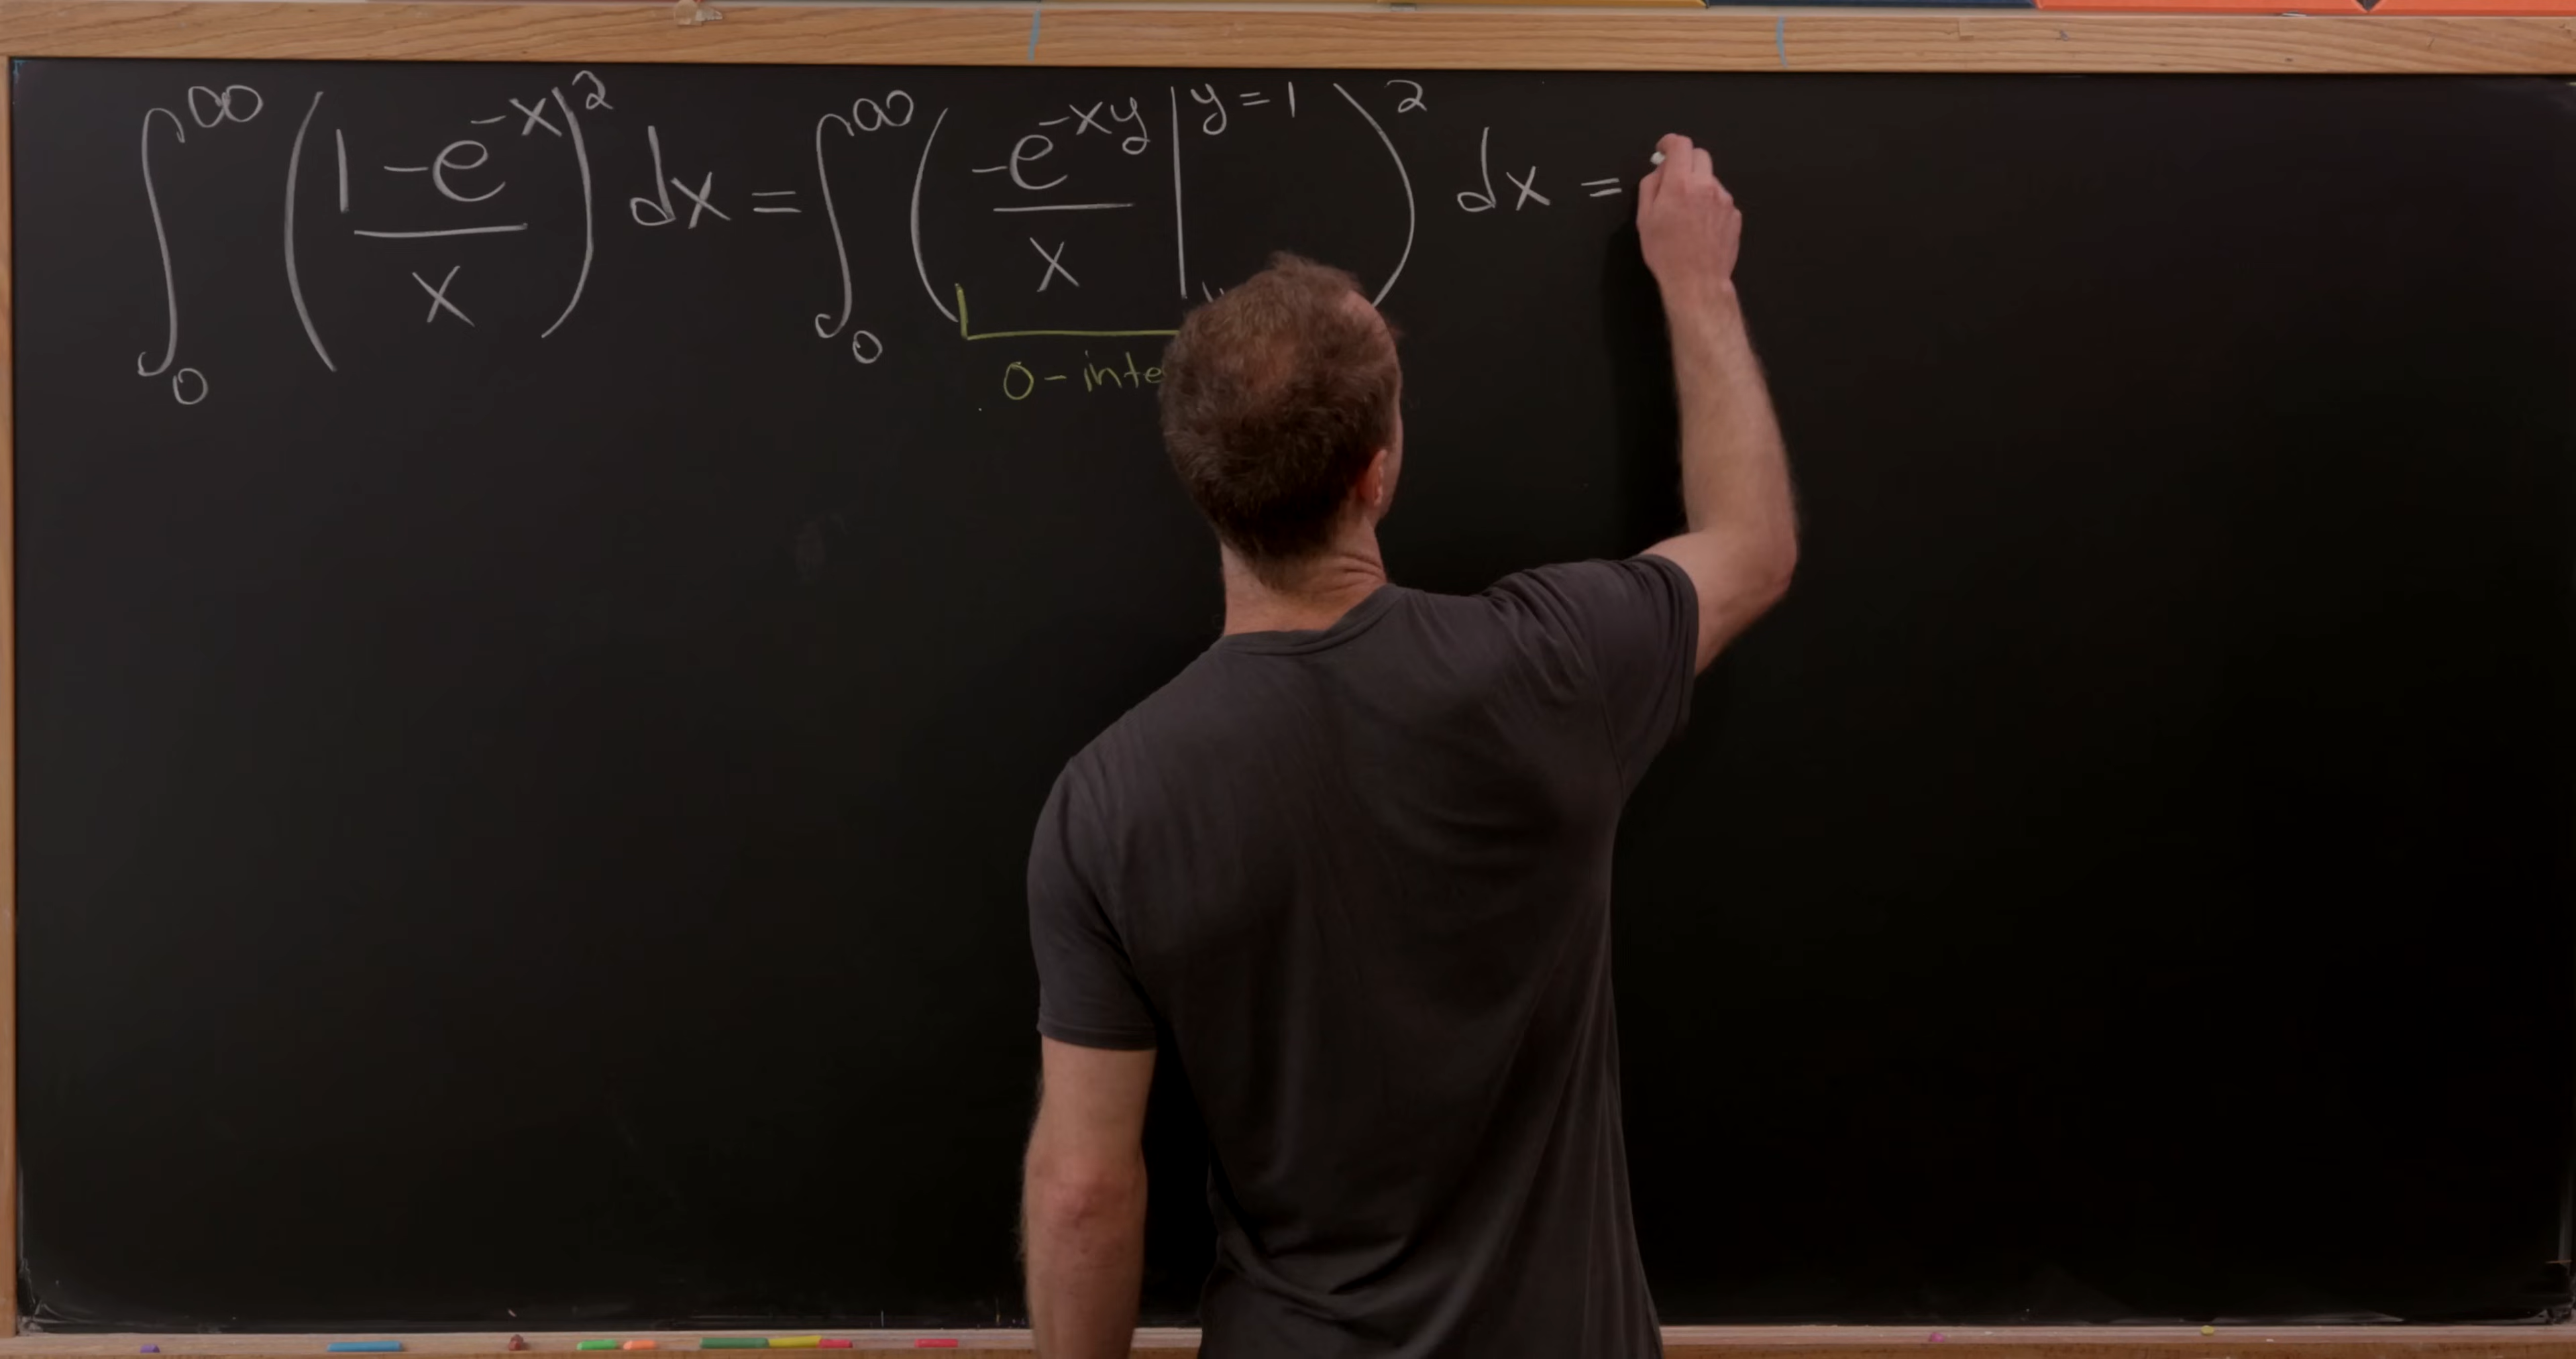 ∫₀^∞ ((1 - e^{-x})/x)² dx = ∫₀^∞ (-e^{-xy}/x |^{y=1})² dx =
0 - inte